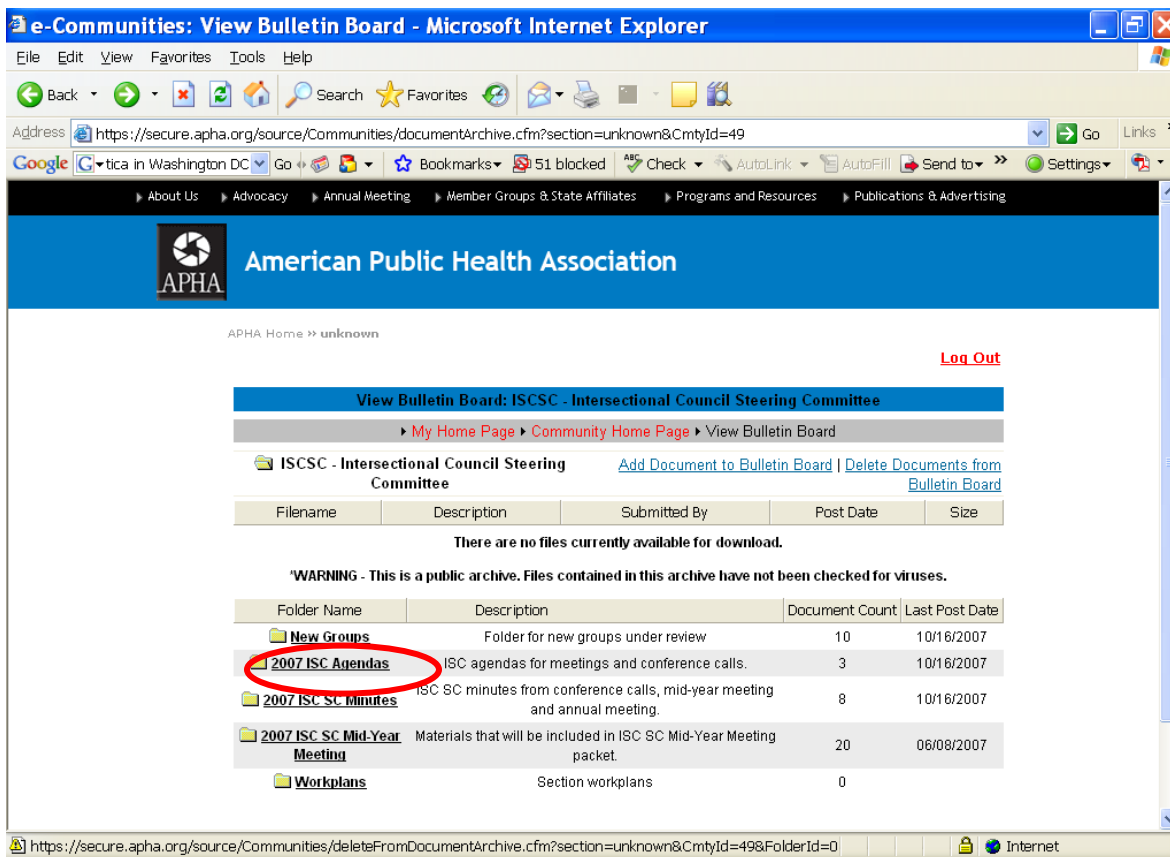 e-Communities: View Bulletin Board - Microsoft Internet Explorer
File Edit View Favorites Tools Help
Back Search Favorites
Address https://secure.apha.org/source/Communities/documentArchive.cfm?section=unknown&CmtyId=49 Go Links
Google G tica in Washington DC Go Bookmarks 51 blocked ABC Check AutoLink AutoFill Send to Settings
About Us Advocacy Annual Meeting Member Groups & State Affiliates Programs and Resources Publications & Advertising
APHA American Public Health Association
APHA Home » unknown
Log Out
View Bulletin Board: ISCSC - Intersectional Council Steering Committee
My Home Page Community Home Page View Bulletin Board
ISCSC - Intersectional Council Steering Committee
Add Document to Bulletin Board | Delete Documents from Bulletin Board
Filename Description Submitted By Post Date Size
There are no files currently available for download.
*WARNING - This is a public archive. Files contained in this archive have not been checked for viruses.
Folder Name Description Document Count Last Post Date
New Groups Folder for new groups under review 10 10/16/2007
2007 ISC Agendas ISC agendas for meetings and conference calls. 3 10/16/2007
2007 ISC SC Minutes ISC SC minutes from conference calls, mid-year meeting and annual meeting. 8 10/16/2007
2007 ISC SC Mid-Year Meeting Materials that will be included in ISC SC Mid-Year Meeting packet. 20 06/08/2007
Workplans Section workplans 0
https://secure.apha.org/source/Communities/deleteFromDocumentArchive.cfm?section=unknown&CmtyId=49&FolderId=0 Internet